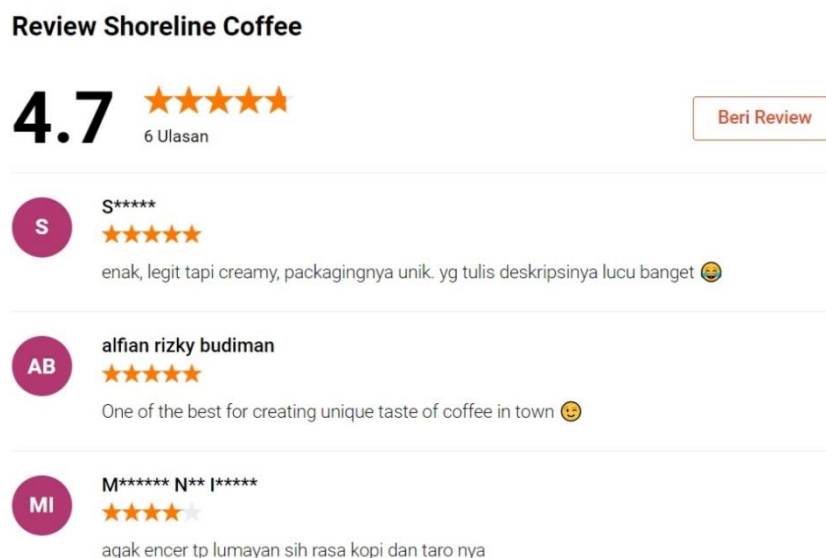 Review Shoreline Coffee
4.7
6 Ulasan
Beri Review
S
S*****
enak, legit tapi creamy, packagingnya unik. yg tulis deskripsinya lucu banget 😂
AB
alfian rizky budiman
One of the best for creating unique taste of coffee in town 😉
MI
M****** N** I*****
agak encer tp lumayan sih rasa kopi dan taro nya